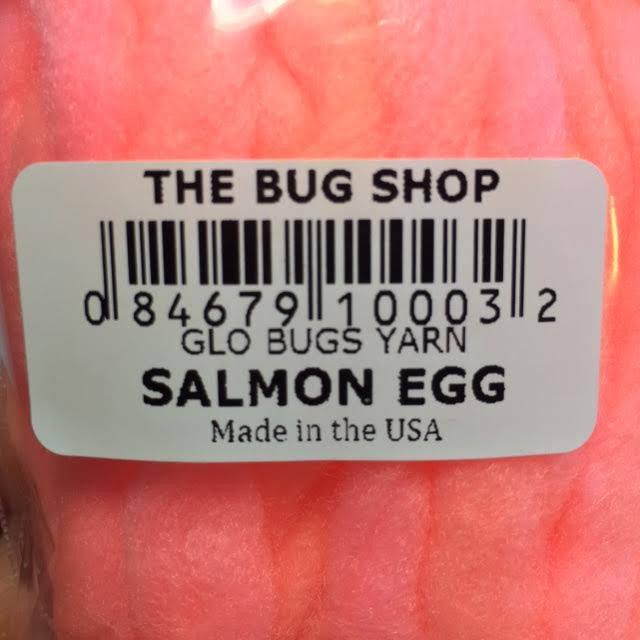 THE BUG SHOP
0 84679 10003 2
GLO BUGS YARN
SALMON EGG
Made in the USA